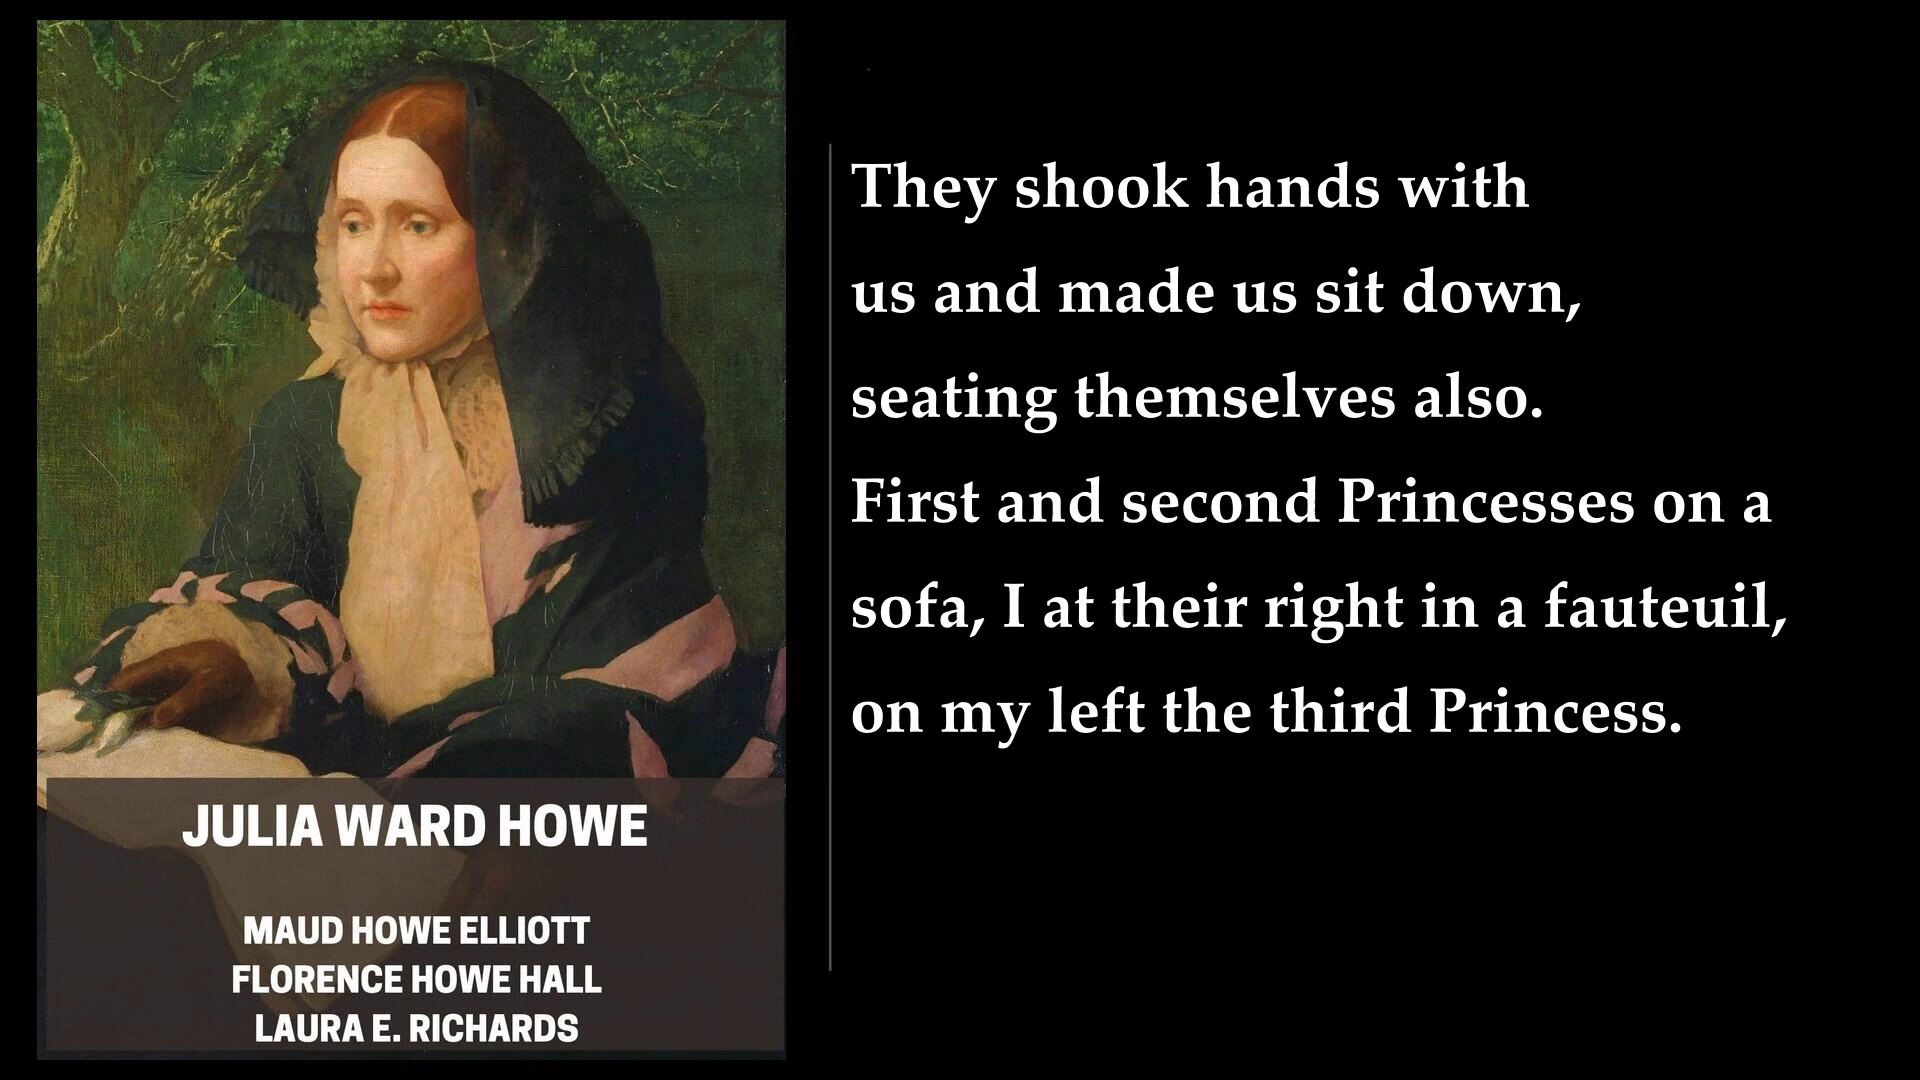 JULIA WARD HOWE
MAUD HOWE ELLIOTT
FLORENCE HOWE HALL
LAURA E. RICHARDS
They shook hands with
us and made us sit down,
seating themselves also.
First and second Princesses on a
sofa, I at their right in a fauteuil,
on my left the third Princess.